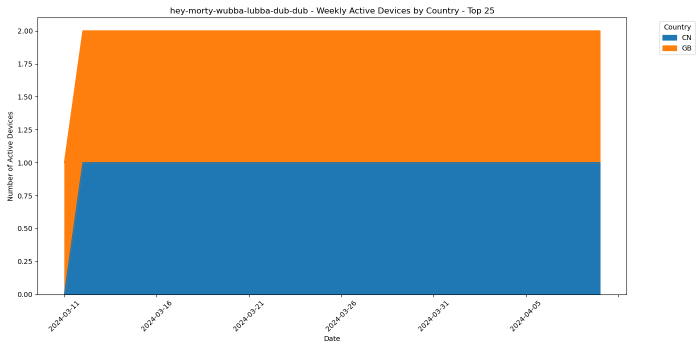 hey-morty-wubba-lubba-dub-dub - Weekly Active Devices by Country - Top 25
Country
CN
GB
Number of Active Devices
2.00
1.75
1.50
1.25
1.00
0.75
0.50
0.25
0.00
2024-03-11
2024-03-16
2024-03-21
2024-03-26
2024-03-31
2024-04-05
Date